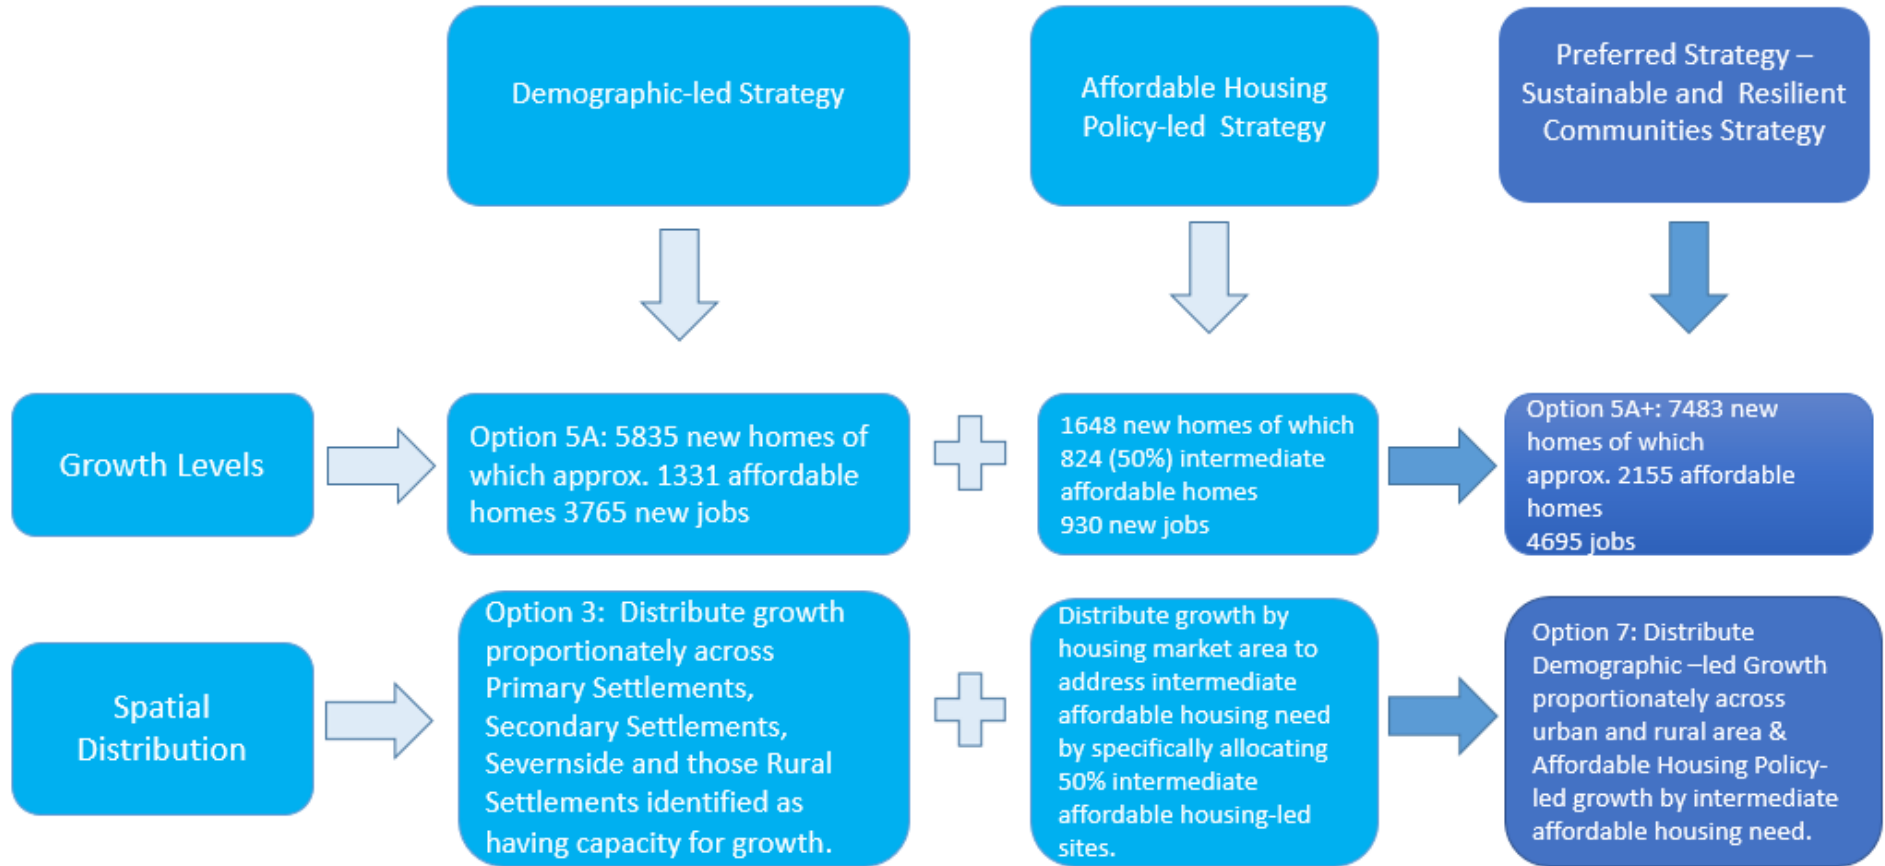 Demographic-led Strategy
Affordable Housing
Policy-led Strategy
Preferred Strategy –
Sustainable and Resilient
Communities Strategy
Growth Levels
Option 5A: 5835 new homes of
which approx. 1331 affordable
homes 3765 new jobs
1648 new homes of which
824 (50%) intermediate
affordable homes
930 new jobs
Option 5A+: 7483 new
homes of which
approx. 2155 affordable
homes
4695 jobs
Spatial
Distribution
Option 3: Distribute growth
proportionately across
Primary Settlements,
Secondary Settlements,
Severnside and those Rural
Settlements identified as
having capacity for growth.
Distribute growth by
housing market area to
address intermediate
affordable housing need
by specifically allocating
50% intermediate
affordable housing-led
sites.
Option 7: Distribute
Demographic –led Growth
proportionately across
urban and rural area &
Affordable Housing Policy-
led growth by intermediate
affordable housing need.